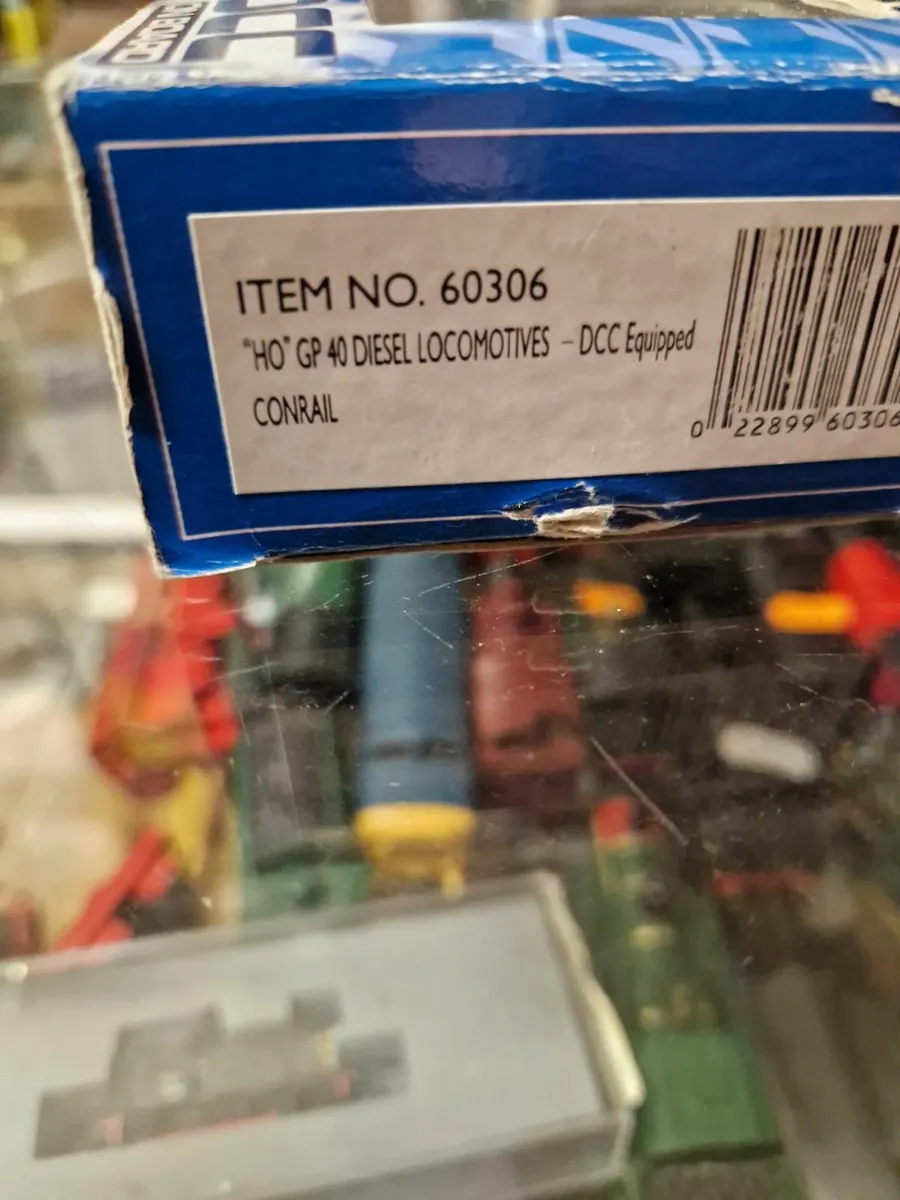 ITEM NO. 60306
"HO" GP 40 DIESEL LOCOMOTIVES – DCC Equipped
CONRAIL
0 22899 60306